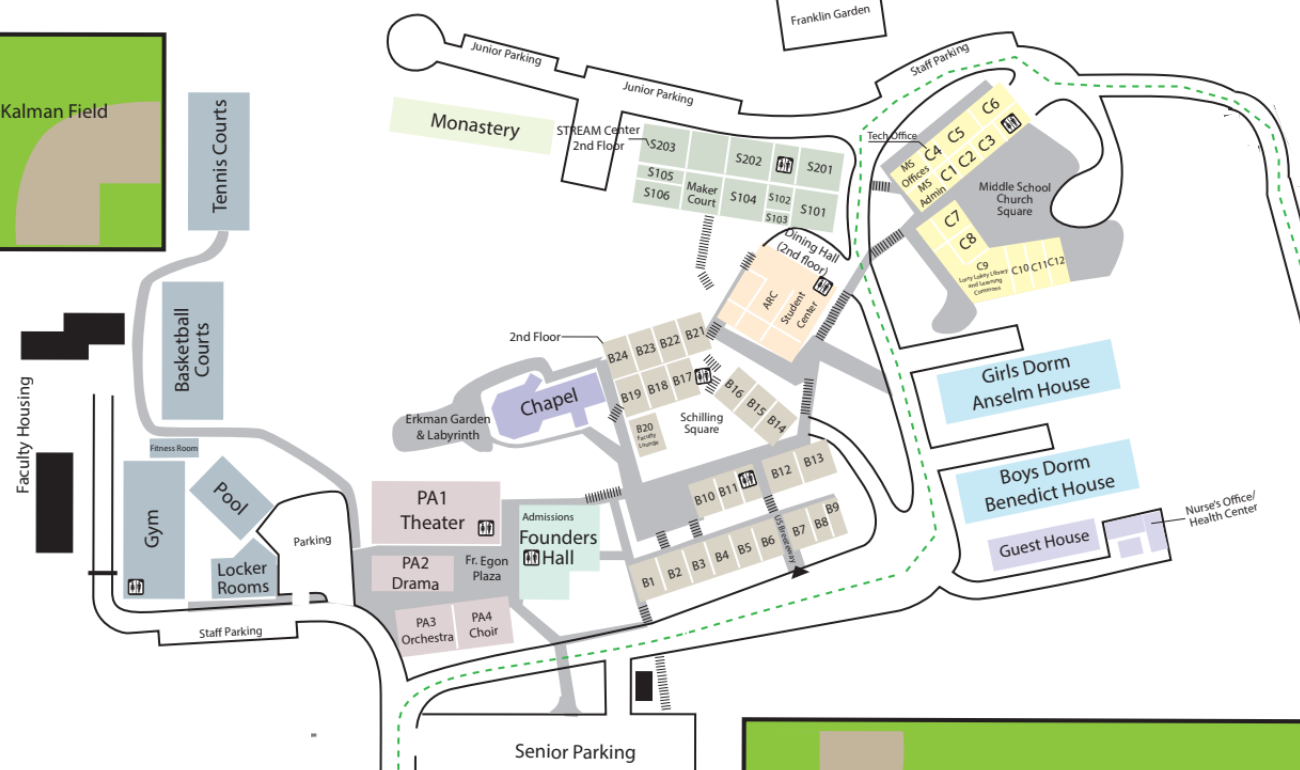 Franklin Garden
Junior Parking
Staff Parking
Junior Parking
Kalman Field
Tennis Courts
Monastery
STREAM Center
2nd Floor
S203
S202
S201
S105
S106
Maker
Court
S104
S102
S103
S101
Tech Office
C6
C5
C4
C3
C2
C1
MS
Offices
MS
Admin
Middle School
Church
Square
C7
C8
C9
Larry Lokey Library
and Learning
Commons
C10
C11
C12
Dining Hall
(2nd floor)
ARC
Student
Center
2nd Floor
B24
B23
B22
B21
B19
B18
B17
B20
Faculty
Lounge
B16
B15
B14
Schilling
Square
Chapel
Erkman Garden
& Labyrinth
Basketball
Courts
Faculty Housing
Fitness Room
Gym
Pool
Locker
Rooms
Parking
Staff Parking
PA1
Theater
PA2
Drama
PA3
Orchestra
PA4
Choir
Fr. Egon
Plaza
Admissions
Founders
Hall
B10
B11
B12
B13
B1
B2
B3
B4
B5
B6
US Breezeway
B7
B8
B9
Girls Dorm
Anselm House
Boys Dorm
Benedict House
Guest House
Nurse's Office/
Health Center
Senior Parking